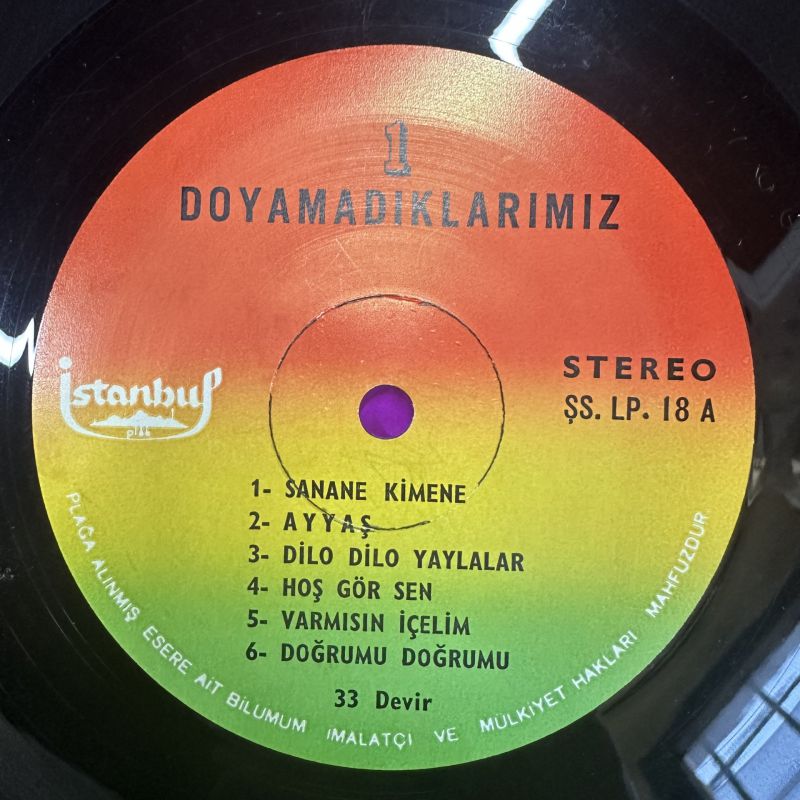 1
DOYAMADIKLARIMIZ
istanbul
plak
STEREO
ŞS. LP. 18 A
1- SANANE KİMENE
2- AYYAŞ
3- DİLO DİLO YAYLALAR
4- HOŞ GÖR SEN
5- VARMISIN İÇELİM
6- DOĞRUMU DOĞRUMU
33 Devir
PLAĞA ALINMIŞ ESERE AİT BİLUMUM İMALATÇI VE MÜLKİYET HAKLARI MAHFUZDUR.